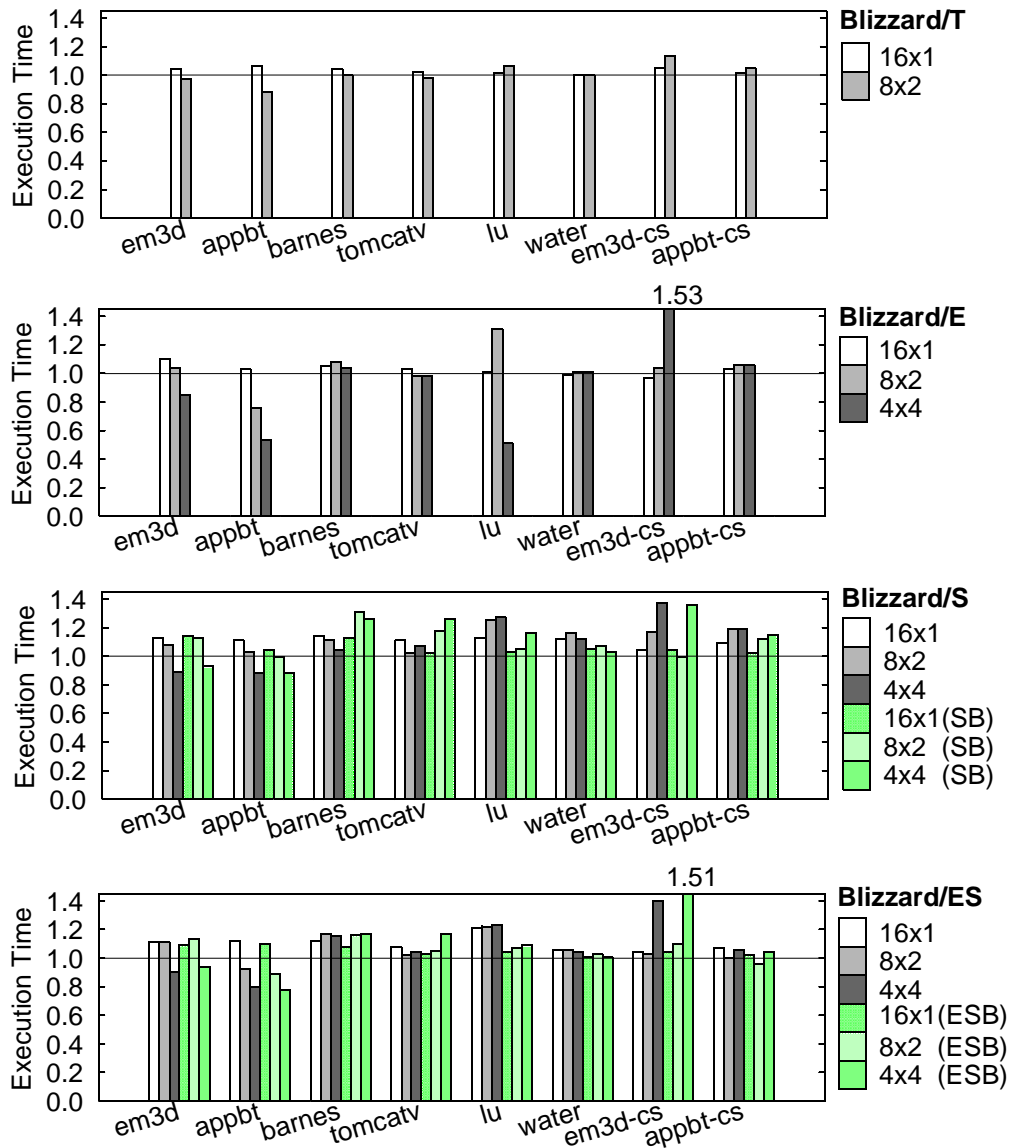 Blizzard/T
16x1
8x2
Execution Time
1.4
1.2
1.0
0.8
0.6
0.4
0.2
0.0
em3d
appbt
barnes
tomcatv
lu
water
em3d-cs
appbt-cs
1.53
Blizzard/E
16x1
8x2
4x4
Execution Time
1.4
1.2
1.0
0.8
0.6
0.4
0.2
0.0
em3d
appbt
barnes
tomcatv
lu
water
em3d-cs
appbt-cs
Blizzard/S
16x1
8x2
4x4
16x1(SB)
8x2 (SB)
4x4 (SB)
Execution Time
1.4
1.2
1.0
0.8
0.6
0.4
0.2
0.0
em3d
appbt
barnes
tomcatv
lu
water
em3d-cs
appbt-cs
1.51
Blizzard/ES
16x1
8x2
4x4
16x1(ESB)
8x2 (ESB)
4x4 (ESB)
Execution Time
1.4
1.2
1.0
0.8
0.6
0.4
0.2
0.0
em3d
appbt
barnes
tomcatv
lu
water
em3d-cs
appbt-cs